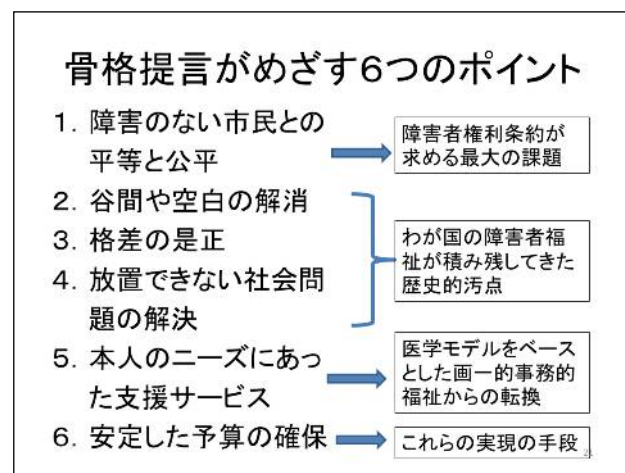 骨格提言がめざす6つのポイント
1. 障害のない市民との
平等と公平
障害者権利条約が
求める最大の課題
2. 谷間や空白の解消
3. 格差の是正
4. 放置できない社会問
題の解決
わが国の障害者福
祉が積み残してきた
歴史的汚点
5. 本人のニーズにあっ
た支援サービス
医学モデルをベース
とした画一的事務的
福祉からの転換
6. 安定した予算の確保
これらの実現の手段